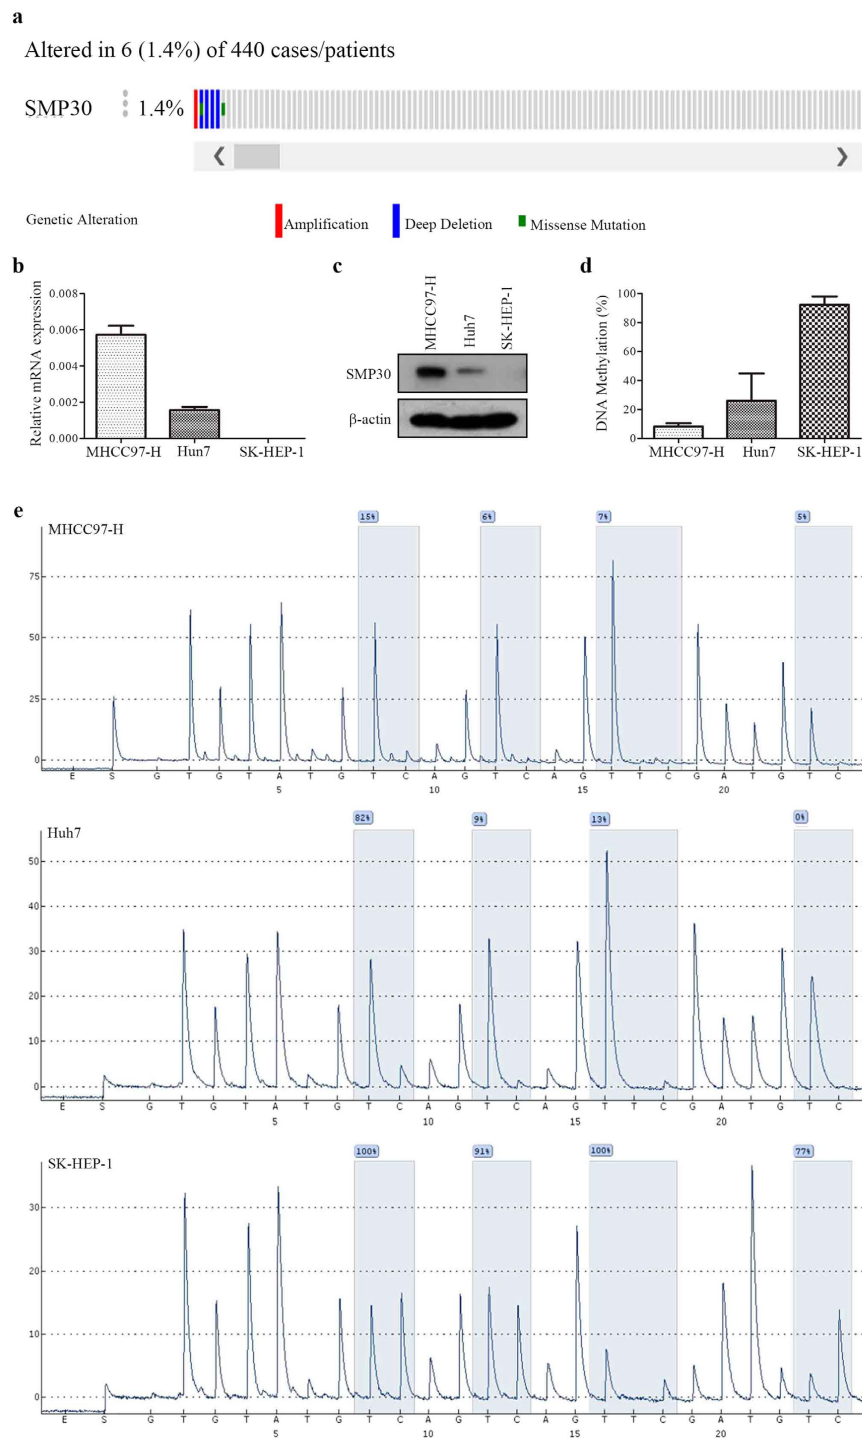 a
Altered in 6 (1.4%) of 440 cases/patients
SMP30 1.4%
Genetic Alteration Amplification Deep Deletion Missense Mutation
b
Relative mRNA expression
0.008
0.006
0.004
0.002
0.000
MHCC97-H Hun7 SK-HEP-1
c
MHCC97-H Huh7 SK-HEP-1
SMP30
β-actin
d
DNA Methylation (%)
100
80
60
40
20
0
MHCC97-H Hun7 SK-HEP-1
e
MHCC97-H
15% 6% 7% 5%
75
50
25
0
E S G T G T A T G T C A G T C A G T T C G A T G T C
5 10 15 20
Huh7
82% 9% 13% 0%
50
40
30
20
10
0
E S G T G T A T G T C A G T C A G T T C G A T G T C
5 10 15 20
SK-HEP-1
100% 91% 100% 77%
30
20
10
0
E S G T G T A T G T C A G T C A G T T C G A T G T C
5 10 15 20